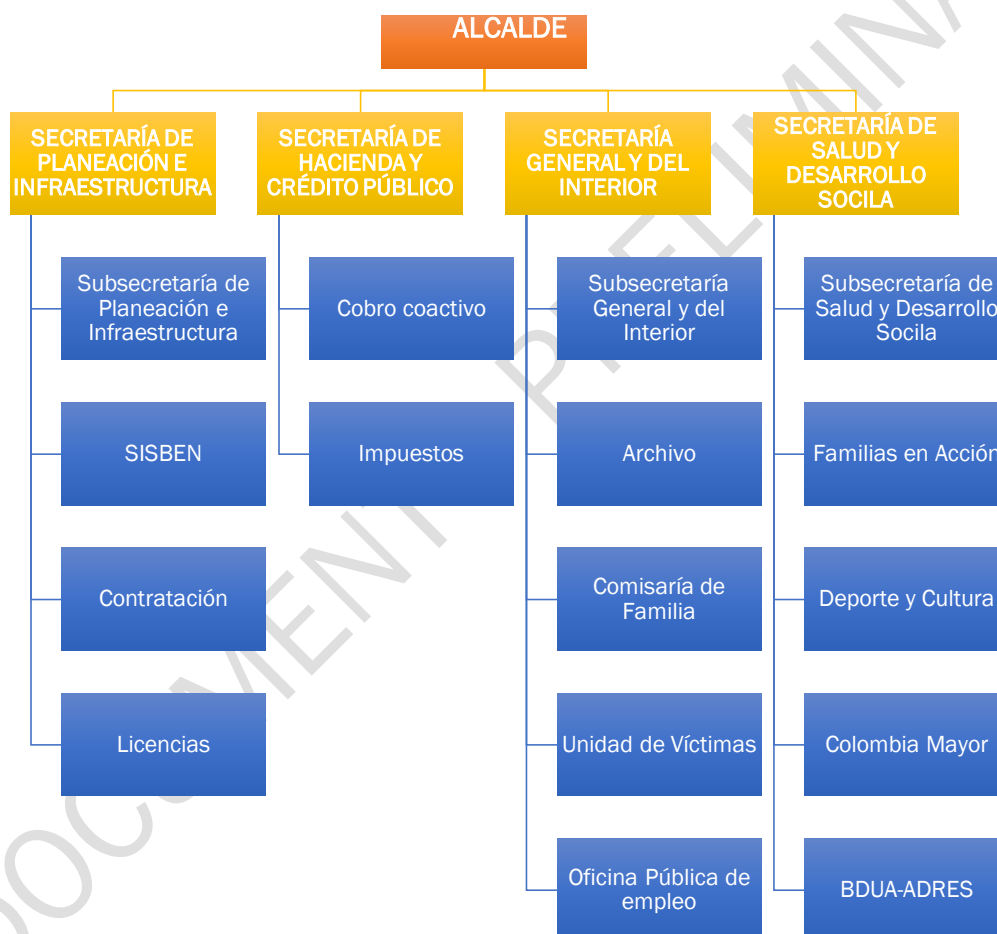 ALCALDE
SECRETARÍA DE
PLANEACIÓN E
INFRAESTRUCTURA
SECRETARÍA DE
HACIENDA Y
CRÉDITO PÚBLICO
SECRETARÍA
GENERAL Y DEL
INTERIOR
SECRETARÍA DE
SALUD Y
DESARROLLO
SOCILA
Subsecretaría de
Planeación e
Infraestructura
SISBEN
Contratación
Licencias
Cobro coactivo
Impuestos
Subsecretaría
General y del
Interior
Archivo
Comisaría de
Familia
Unidad de Víctimas
Oficina Pública de
empleo
Subsecretaría de
Salud y Desarrollo
Socila
Familias en Acción
Deporte y Cultura
Colombia Mayor
BDUA-ADRES